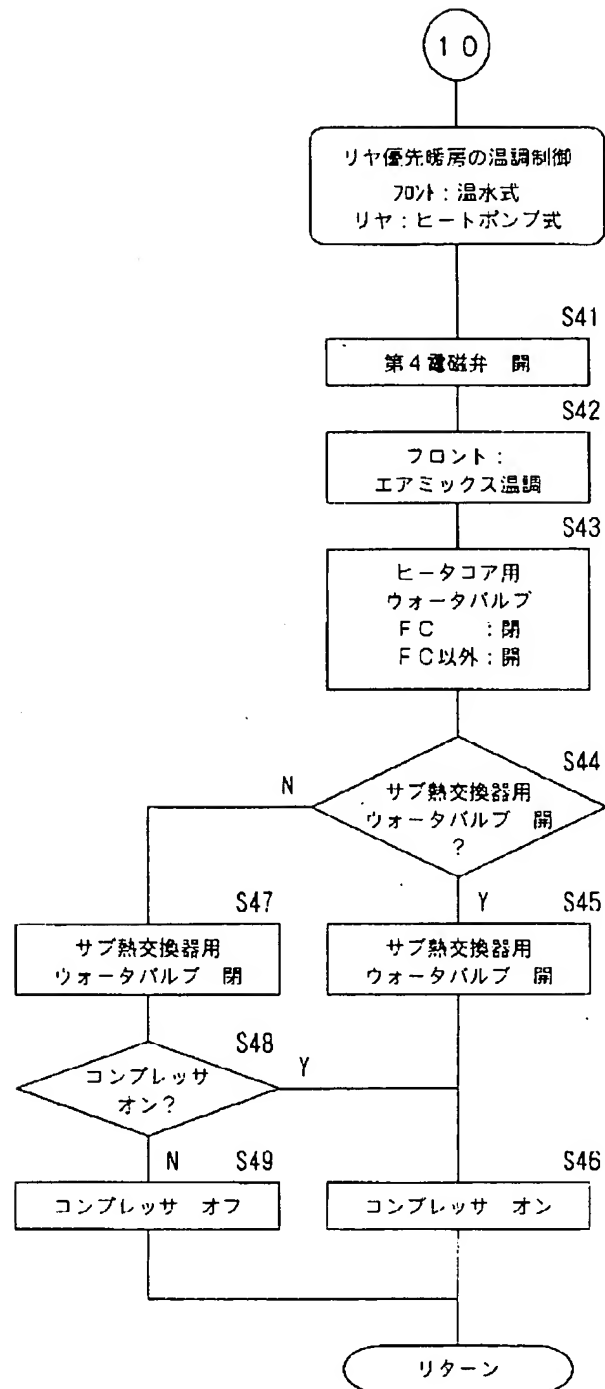 10
リヤ優先暖房の温調制御
フロント：温水式
リヤ：ヒートポンプ式
S41
第4電磁弁 開
S42
フロント：
エアミックス温調
S43
ヒータコア用
ウォータバルブ
FC ：閉
FC以外：開
S44
サブ熱交換器用
ウォータバルブ 開
?
N
Y
S47
サブ熱交換器用
ウォータバルブ 閉
S45
サブ熱交換器用
ウォータバルブ 開
S48
コンプレッサ
オン?
Y
N
S49
コンプレッサ オフ
S46
コンプレッサ オン
リターン